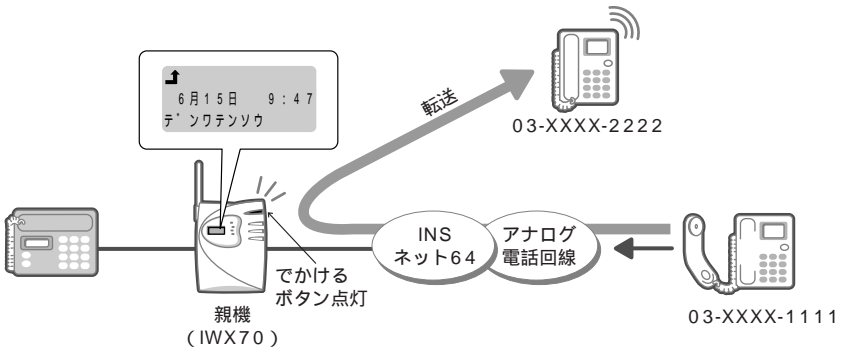 6月15日 9:47
デンワテンソウ
転送
03-XXXX-2222
INS
ネット64
アナログ
電話回線
でかける
ボタン点灯
親機
(IWX70)
03-XXXX-1111